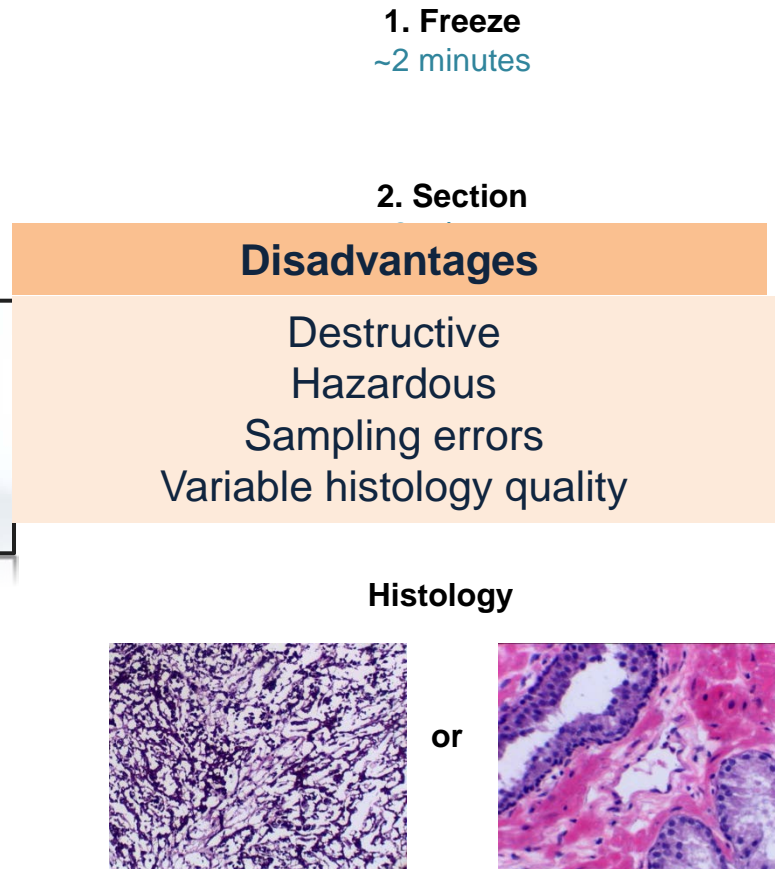 1. Freeze
~2 minutes
2. Section
Disadvantages
Destructive
Hazardous
Sampling errors
Variable histology quality
Histology
or